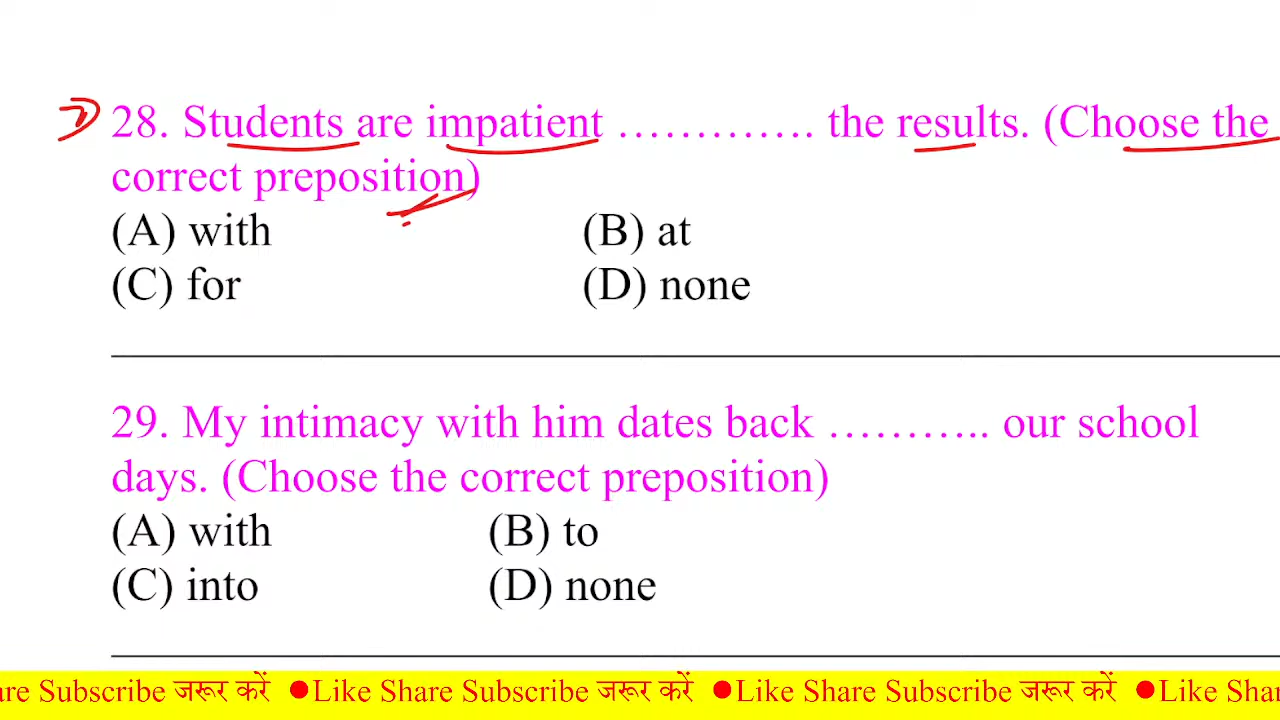 28. Students are impatient …………. the results. (Choose the
correct preposition)
(A) with (B) at
(C) for (D) none
29. My intimacy with him dates back ……….. our school
days. (Choose the correct preposition)
(A) with (B) to
(C) into (D) none
are Subscribe जरूर करें ●Like Share Subscribe जरूर करें ●Like Share Subscribe जरूर करें ●Like Shar